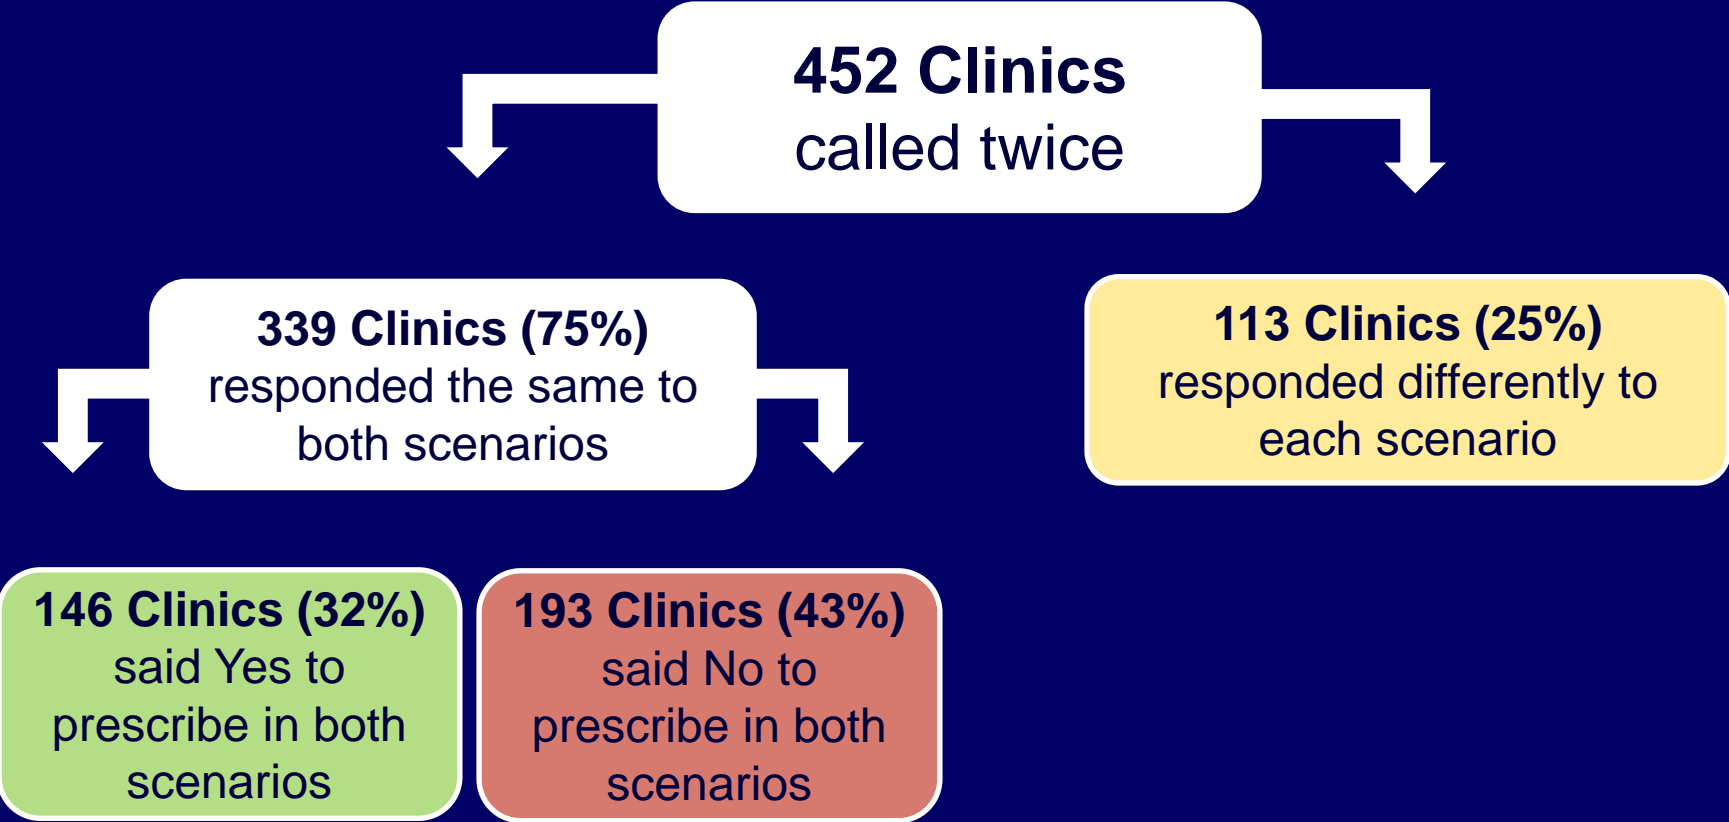 452 Clinics
called twice
339 Clinics (75%)
responded the same to
both scenarios
113 Clinics (25%)
responded differently to
each scenario
146 Clinics (32%)
said Yes to
prescribe in both
scenarios
193 Clinics (43%)
said No to
prescribe in both
scenarios